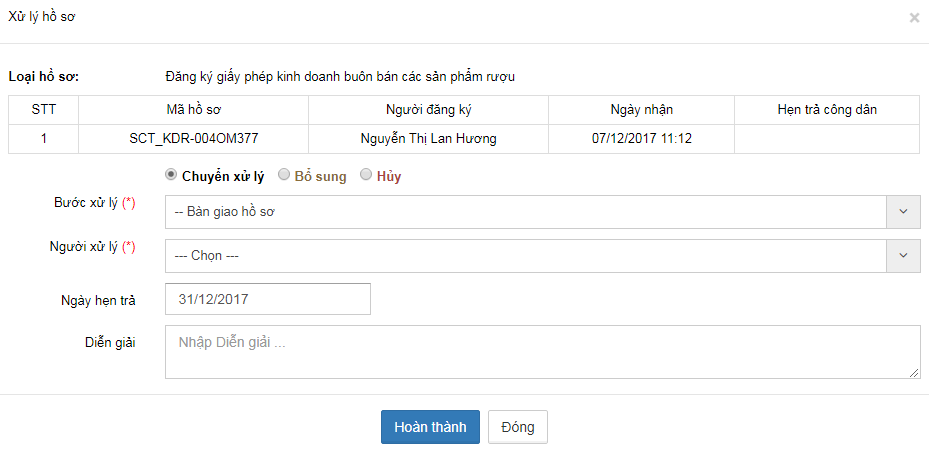 Xử lý hồ sơ ×
Loại hồ sơ: Đăng ký giấy phép kinh doanh buôn bán các sản phẩm rượu
STT Mã hồ sơ Người đăng ký Ngày nhận Hẹn trả công dân
1 SCT_KDR-004OM377 Nguyễn Thị Lan Hương 07/12/2017 11:12
Chuyển xử lý Bổ sung Hủy
Bước xử lý (*) -- Bàn giao hồ sơ
Người xử lý (*) --- Chọn ---
Ngày hẹn trả 31/12/2017
Diễn giải Nhập Diễn giải ...
Hoàn thành Đóng